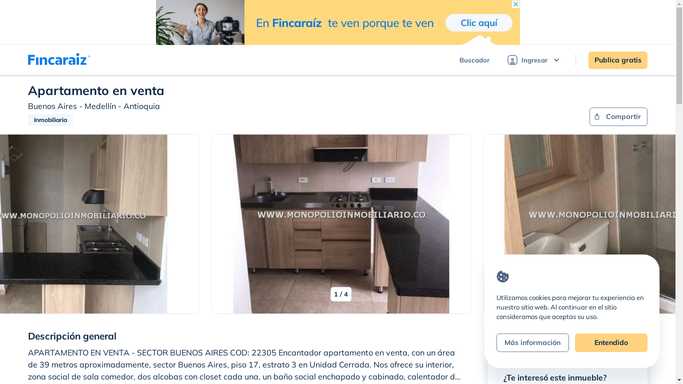 En Fincaraíz te ven porque te ven
Clic aquí
Fincaraiz
Buscador
Ingresar
Publica gratis
Apartamento en venta
Buenos Aires - Medellín - Antioquia
Inmobiliaria
Compartir
WWW.MONOPOLIOINMOBILIARIO.CO
WWW.MONOPOLIOINMOBILIARIO.CO
WWW.MONOPOLIOINMOBILIA
1 / 4
Utilizamos cookies para mejorar tu experiencia en
nuestro sitio web. Al continuar en el sitio
consideramos que aceptas su uso.
Más información
Entendido
Descripción general
APARTAMENTO EN VENTA - SECTOR BUENOS AIRES COD: 22305 Encantador apartamento en venta, con un área
de 39 metros aproximadamente, sector Buenos Aires, piso 17, estrato 3 en Unidad Cerrada. Nos ofrece su interior,
zona social de sala comedor, dos alcobas con closet cada una, un baño social enchapado y cabinado, calentador d...
¿Te interesó este inmueble?